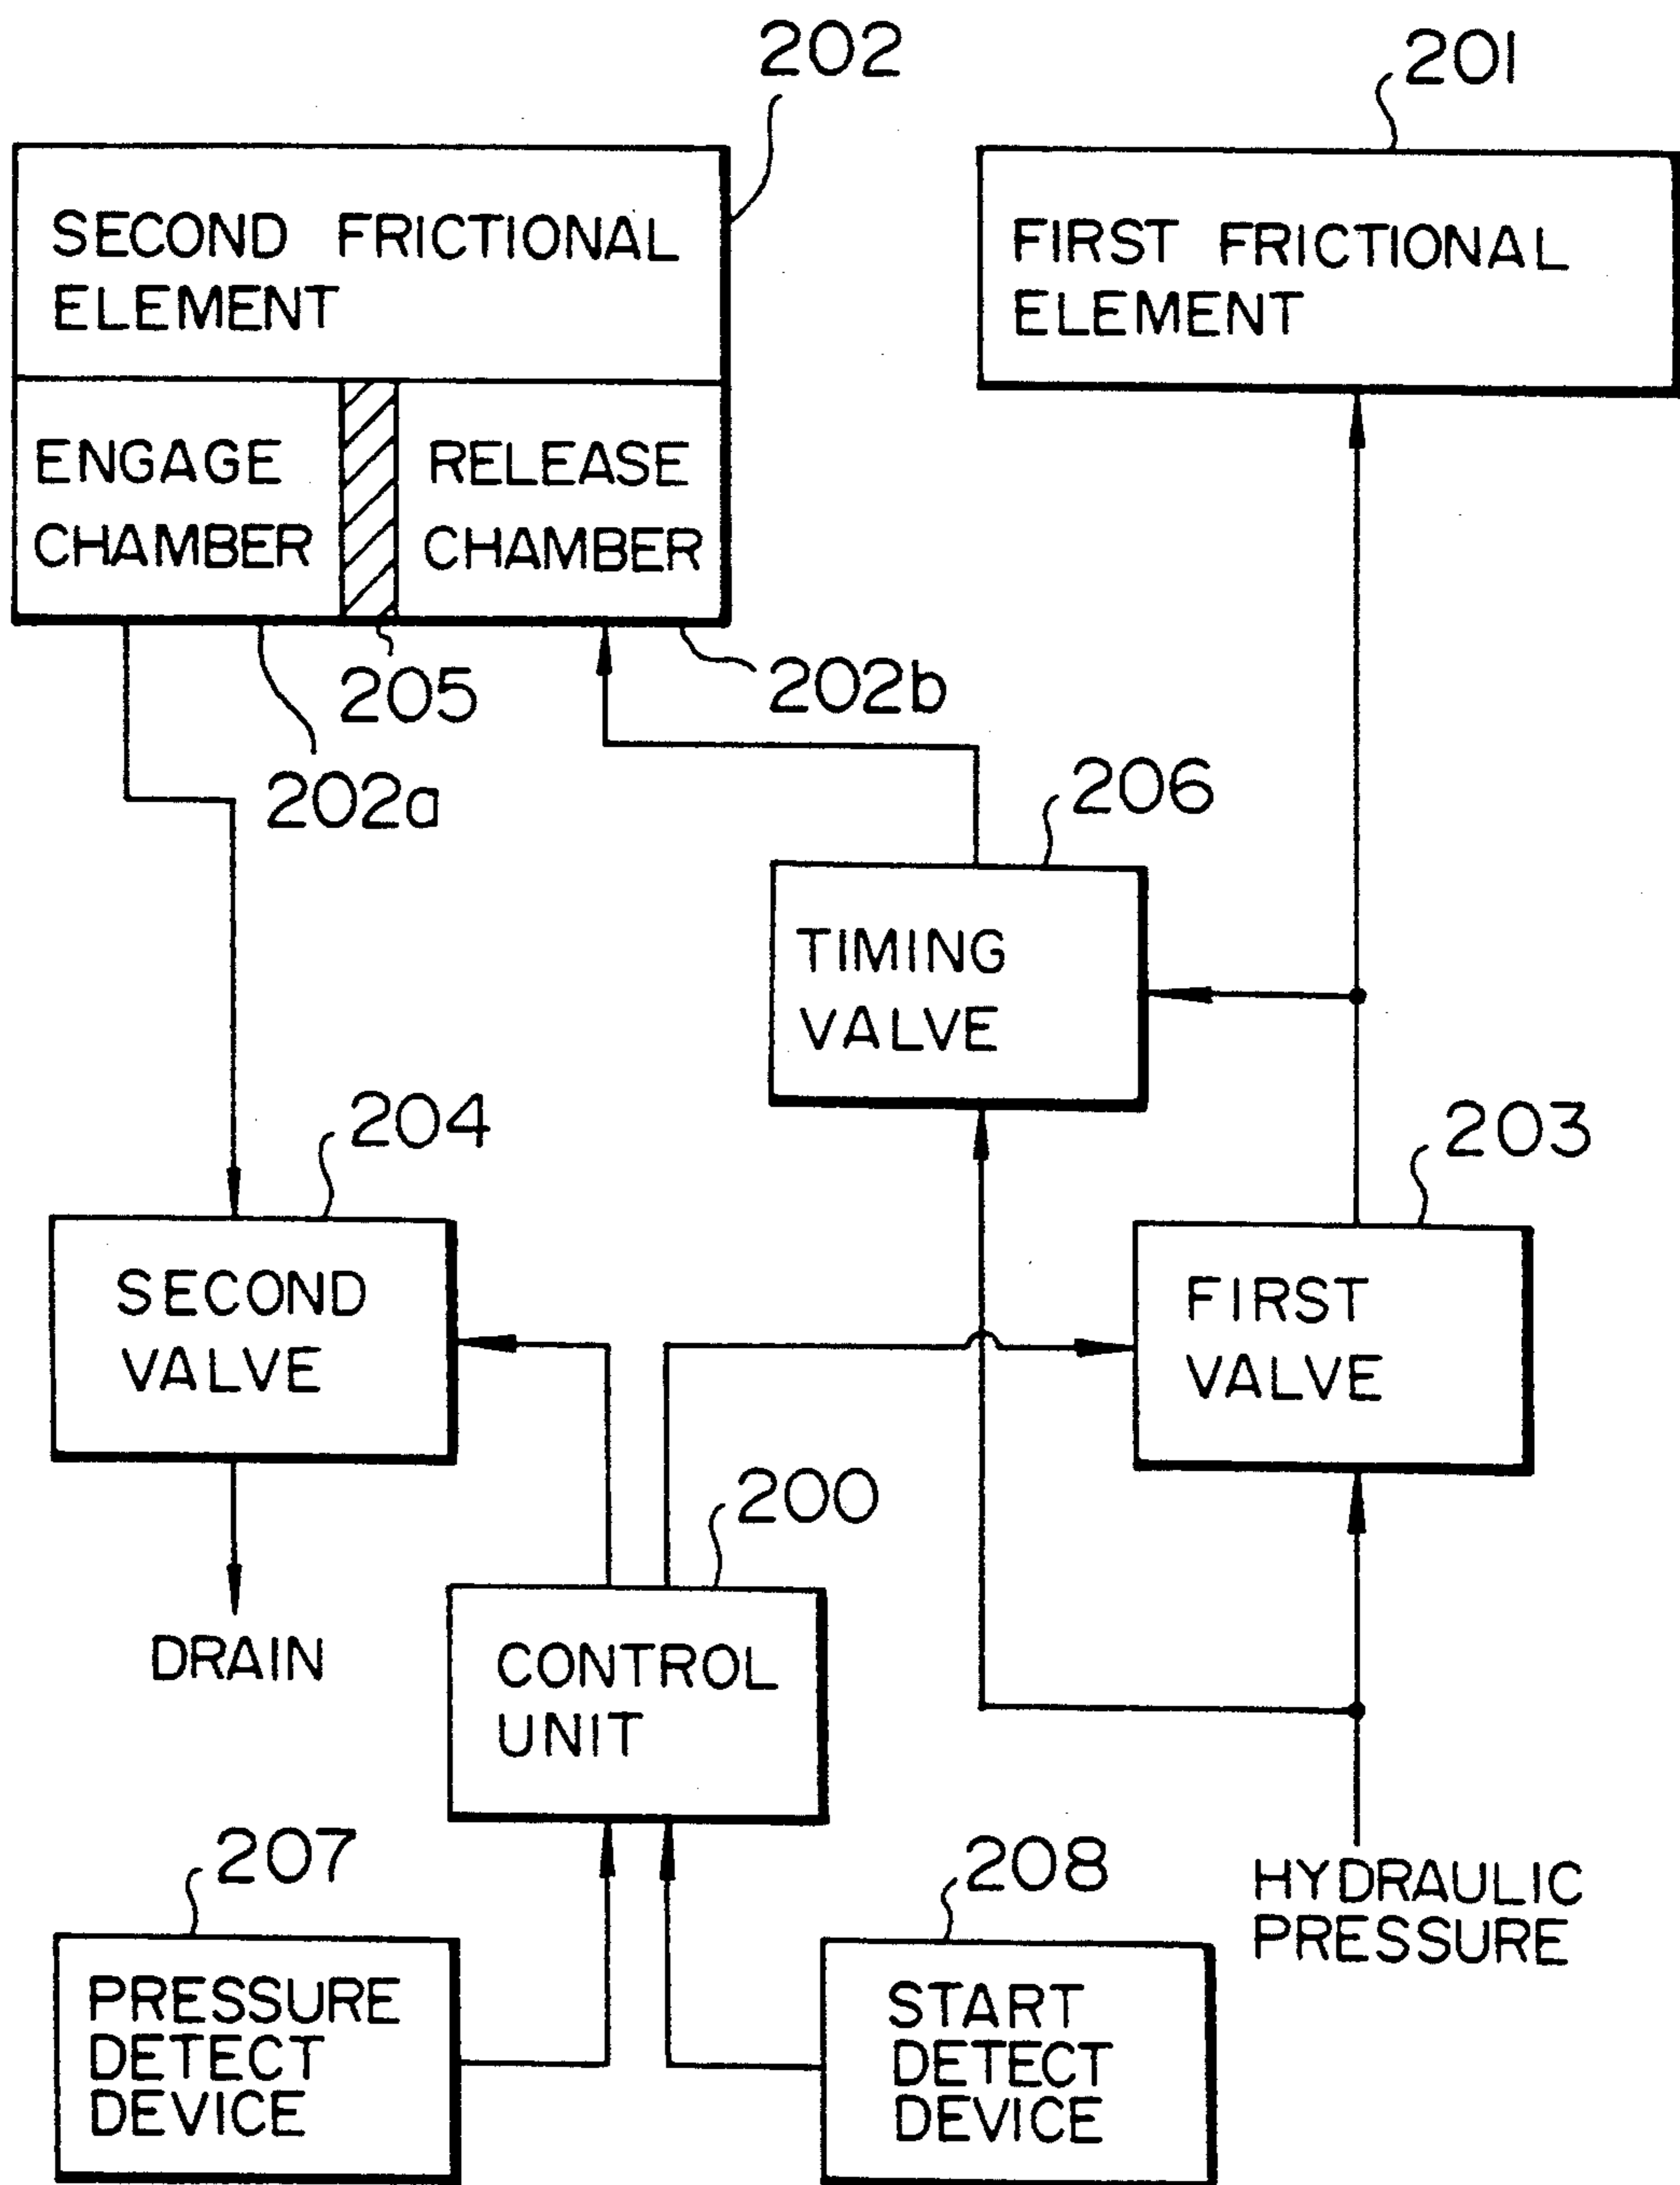 202
201
SECOND FRICTIONAL
ELEMENT
FIRST FRICTIONAL
ELEMENT
ENGAGE
CHAMBER
RELEASE
CHAMBER
205
202b
202a
206
TIMING
VALVE
204
203
SECOND
VALVE
FIRST
VALVE
200
DRAIN
CONTROL
UNIT
207
208
HYDRAULIC
PRESSURE
PRESSURE
DETECT
DEVICE
START
DETECT
DEVICE